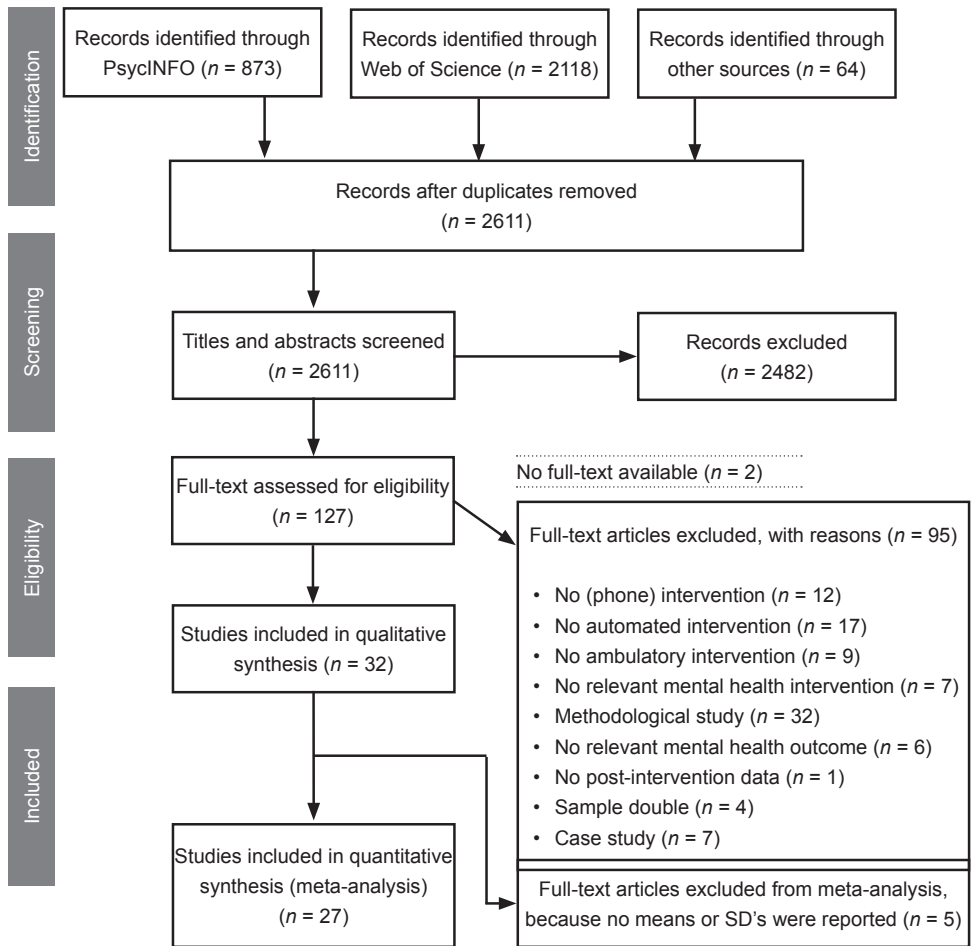 Identification
Records identified through
PsycINFO (n = 873)
Records identified through
Web of Science (n = 2118)
Records identified through
other sources (n = 64)
Records after duplicates removed
(n = 2611)
Screening
Titles and abstracts screened
(n = 2611)
Records excluded
(n = 2482)
Eligibility
Full-text assessed for eligibility
(n = 127)
No full-text available (n = 2)
Full-text articles excluded, with reasons (n = 95)
• No (phone) intervention (n = 12)
• No automated intervention (n = 17)
• No ambulatory intervention (n = 9)
• No relevant mental health intervention (n = 7)
• Methodological study (n = 32)
• No relevant mental health outcome (n = 6)
• No post-intervention data (n = 1)
• Sample double (n = 4)
• Case study (n = 7)
Studies included in qualitative
synthesis (n = 32)
Included
Studies included in quantitative
synthesis (meta-analysis)
(n = 27)
Full-text articles excluded from meta-analysis,
because no means or SD's were reported (n = 5)